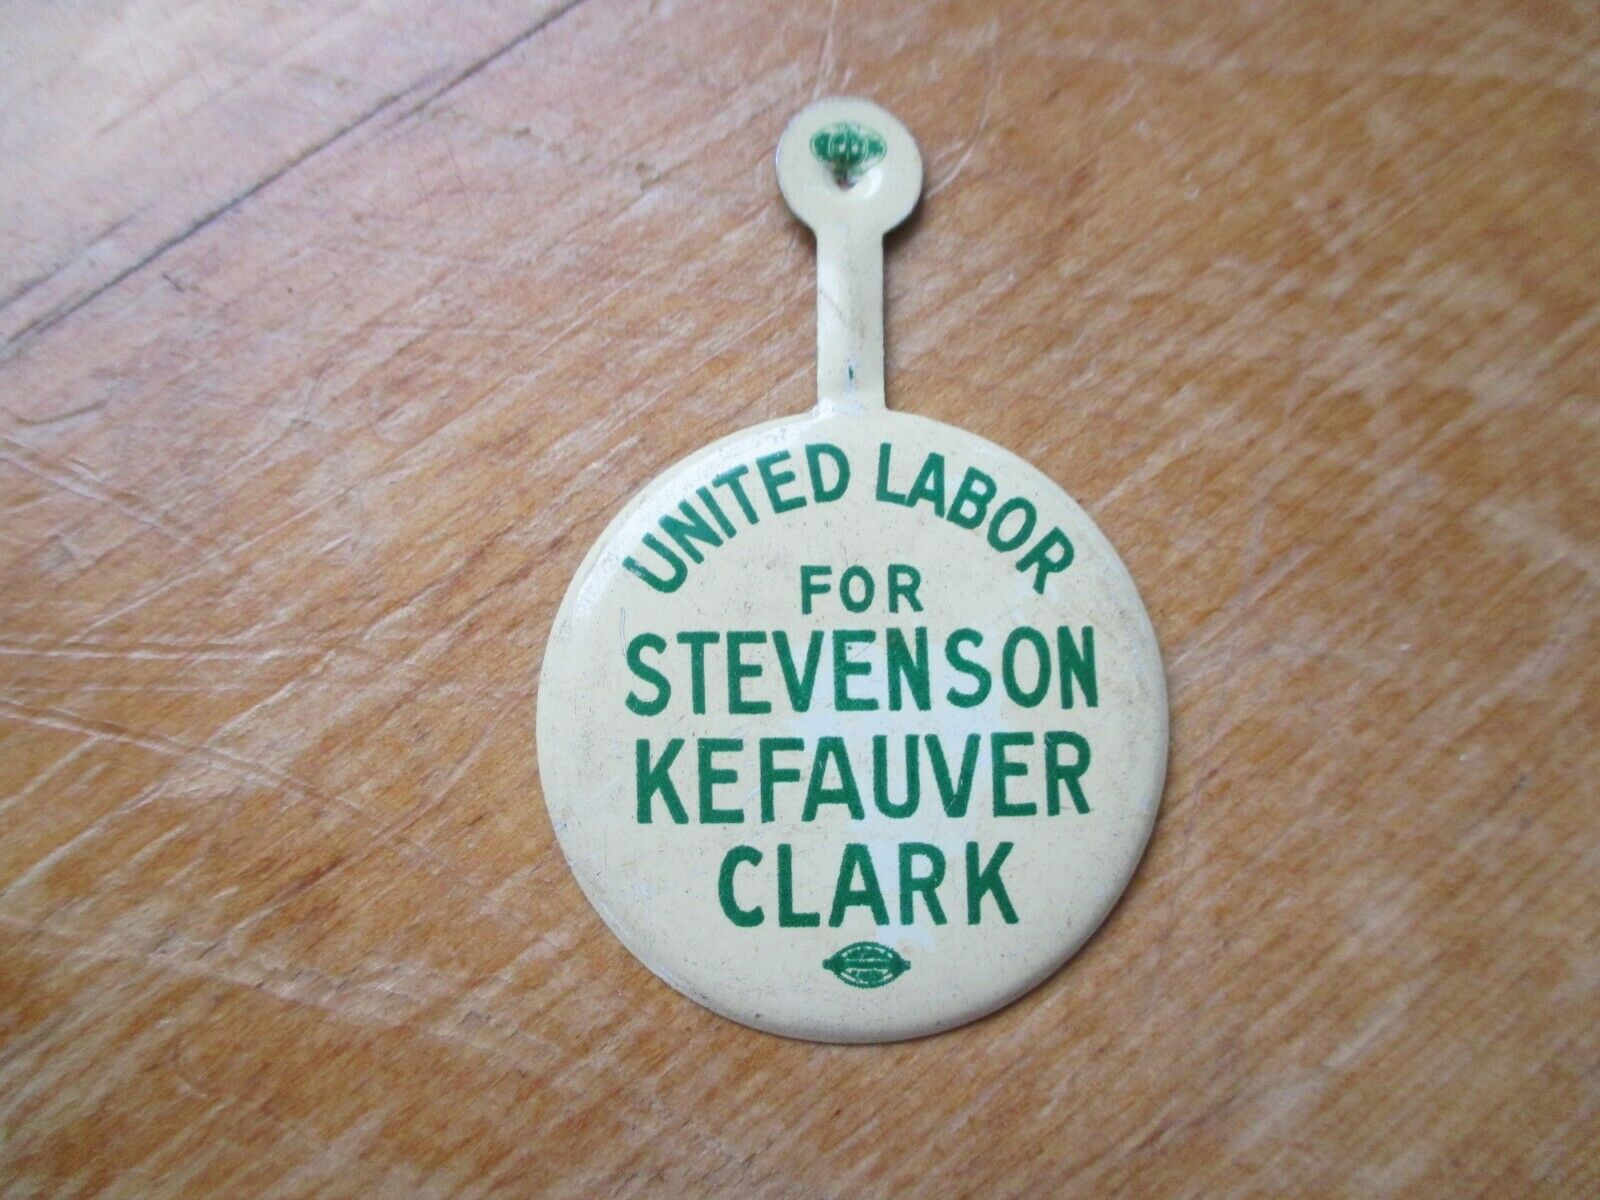 UNITED LABOR
FOR
STEVENSON
KEFAUVER
CLARK